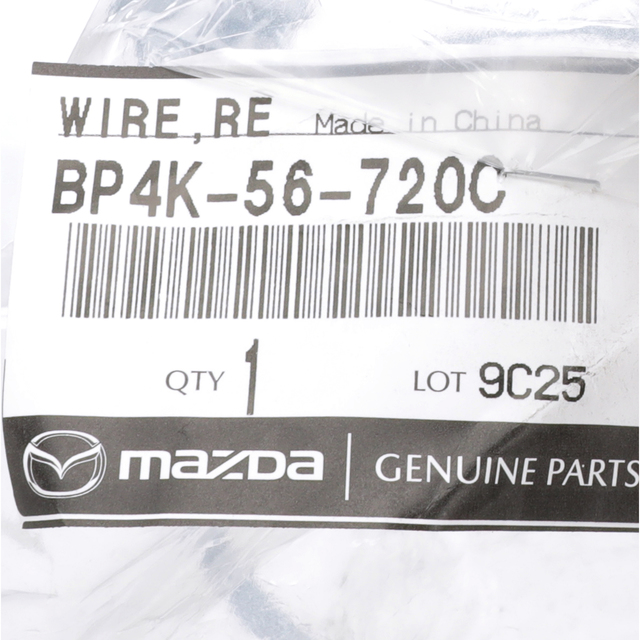 WIRE,RE Made in China
BP4K-56-720C
QTY 1 LOT 9C25
mazda GENUINE PARTS